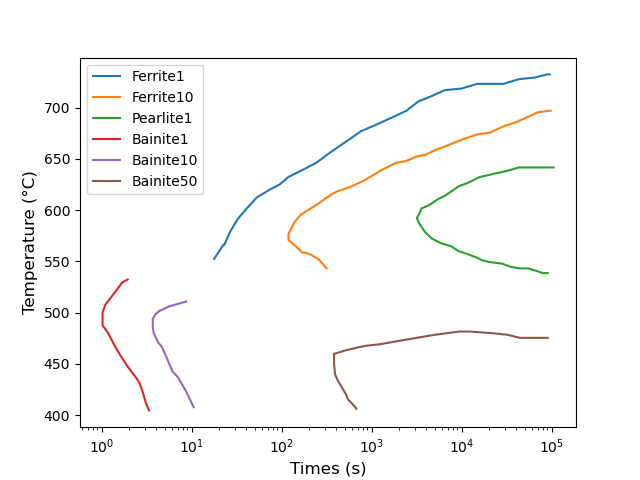 Ferrite1
Ferrite10
Pearlite1
Bainite1
Bainite10
Bainite50
Temperature (°C)
700
650
600
550
500
450
400
10⁰ 10¹ 10² 10³ 10⁴ 10⁵
Times (s)